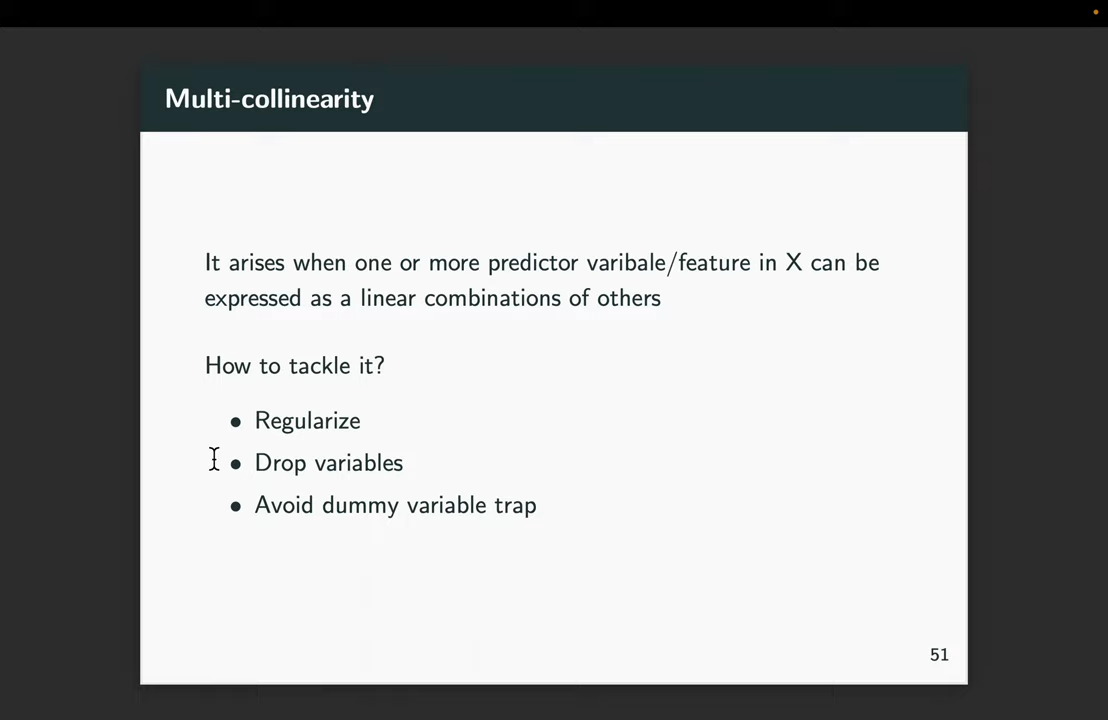 Multi-collinearity
It arises when one or more predictor varibale/feature in X can be
expressed as a linear combinations of others
How to tackle it?
• Regularize
• Drop variables
• Avoid dummy variable trap
51